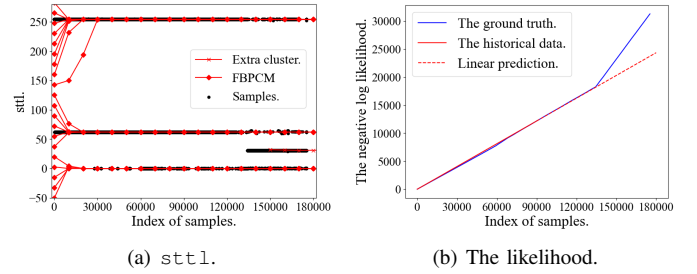 250
200
150
100
50
0
−50
sttl.
Extra cluster.
FBPCM
Samples.
0 30000 60000 90000 120000 150000 180000
Index of samples.
(a) sttl.
30000
25000
20000
15000
10000
5000
0
The negative log likelihood.
The ground truth.
The historical data.
Linear prediction.
0 30000 60000 90000 120000 150000 180000
Index of samples.
(b) The likelihood.